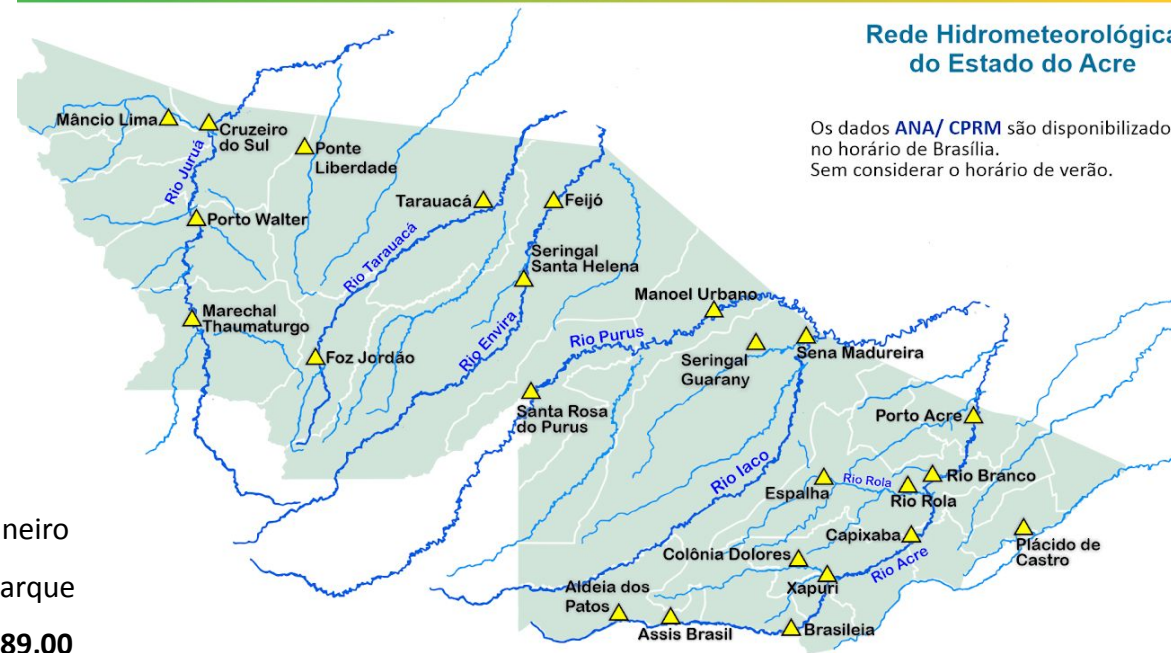 Rede Hidrometeorológica
do Estado do Acre
Os dados ANA/ CPRM são disponibilizado
no horário de Brasília.
Sem considerar o horário de verão.
Mâncio Lima
Cruzeiro
do Sul
Ponte
Liberdade
Rio Juruá
Porto Walter
Tarauacá
Feijó
Rio Tarauacá
Seringal
Santa Helena
Manoel Urbano
Marechal
Thaumaturgo
Foz Jordão
Rio Envira
Rio Purus
Seringal
Guarany
Sena Madureira
Santa Rosa
do Purus
Porto Acre
Rio Iaco
Espalha
Rio Rola
Rio Rola
Rio Branco
Capixaba
Plácido de
Castro
Colônia Dolores
Rio Acre
Xapuri
Aldeia dos
Patos
Assis Brasil
Brasileia
neiro
arque
89.00